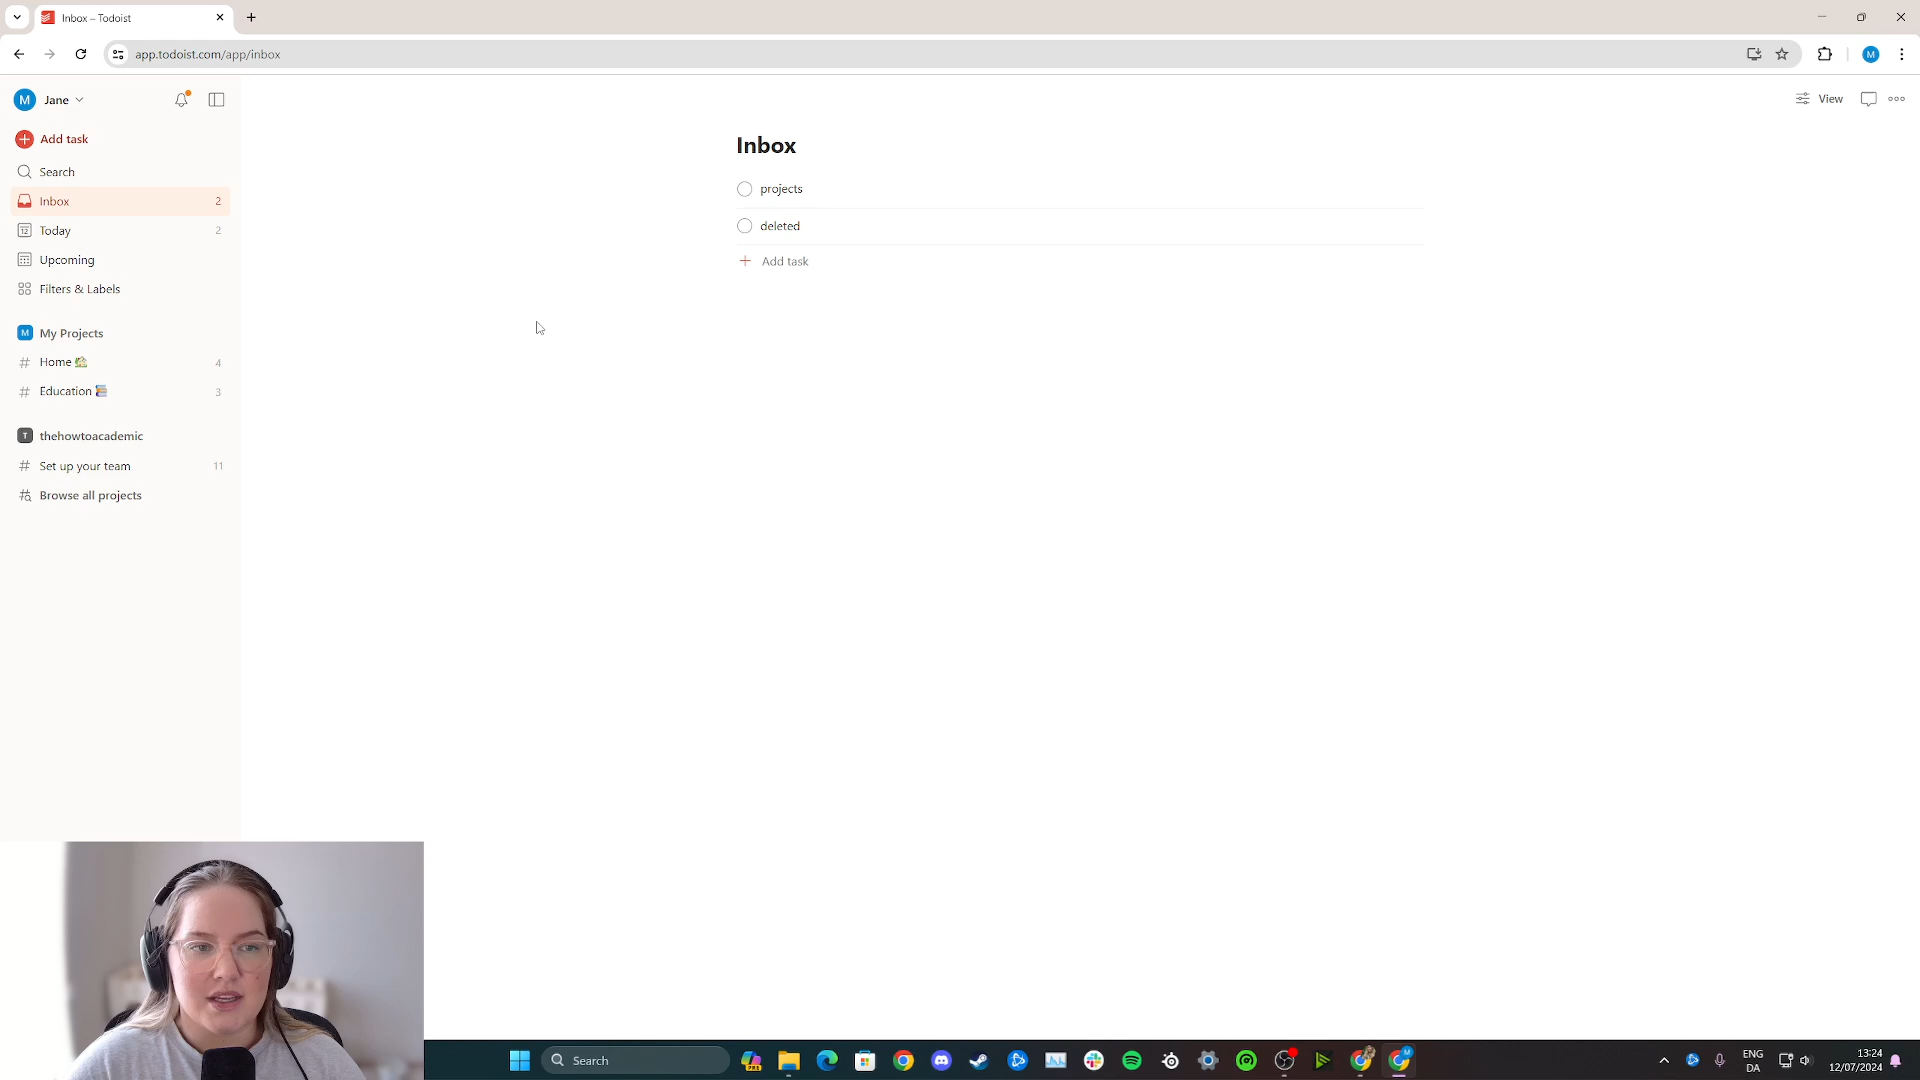 Inbox – Todoist
app.todoist.com/app/inbox
M
M
Jane
View
Inbox
Add task
Search
Inbox 2
12 Today 2
Upcoming
Filters & Labels
M My Projects
# Home 4
# Education 3
T thehowtoacademic
# Set up your team 11
Browse all projects
projects
deleted
+ Add task
Search
PRE
M
ENG
DA
13:24
12/07/2024